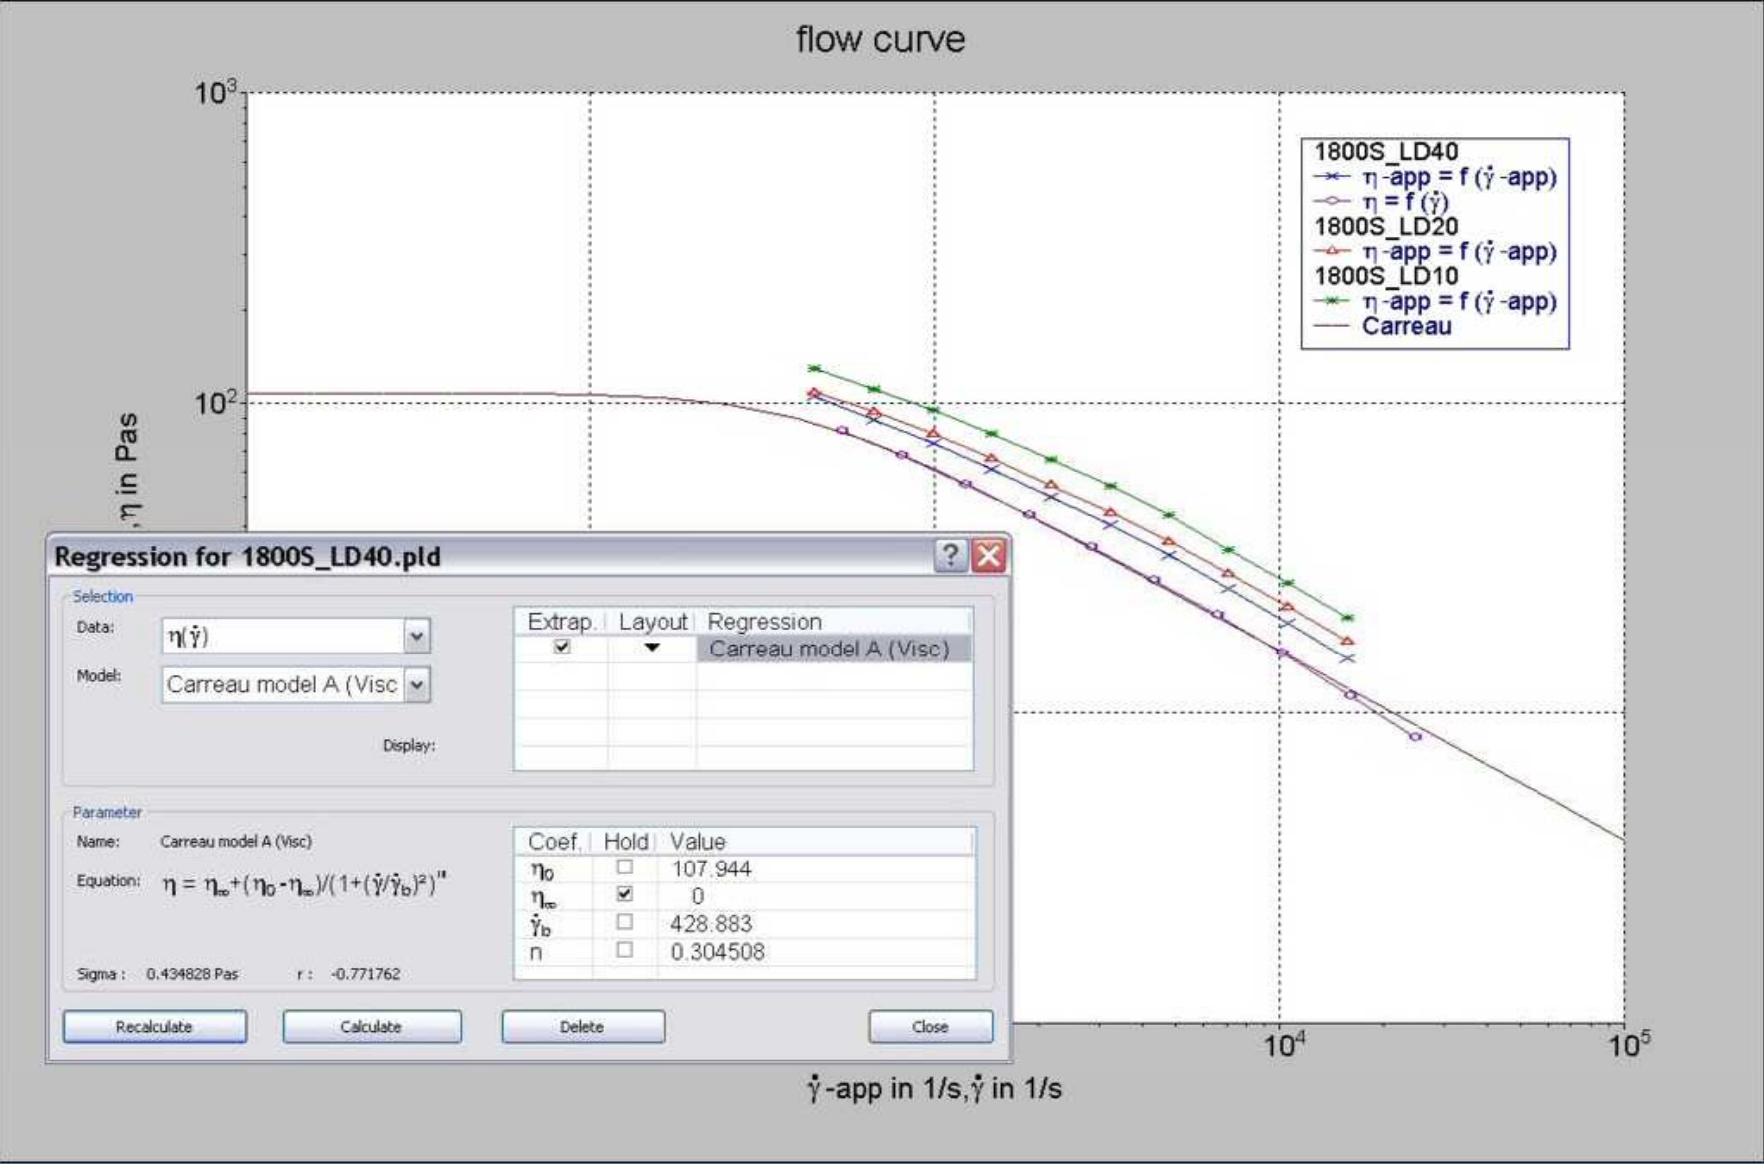 flow curve
10³
1800S_LD40
η-app = f (γ̇-app)
η = f (γ̇)
1800S_LD20
η-app = f (γ̇-app)
1800S_LD10
η-app = f (γ̇-app)
Carreau
10²
,η in Pas
Regression for 1800S_LD40.pld
Selection
Data: η(γ̇)
Model: Carreau model A (Visc
Display:
Extrap. Layout Regression
Carreau model A (Visc)
Parameter
Name: Carreau model A (Visc)
Equation: η = η∞+(η0-η∞)/(1+(γ̇/γ̇b)²)ⁿ
Sigma : 0.434828 Pas r : -0.771762
Coef. Hold Value
η0 107.944
η∞ 0
γ̇b 428.883
n 0.304508
Recalculate Calculate Delete Close
10⁴ 10⁵
γ̇-app in 1/s,γ̇ in 1/s